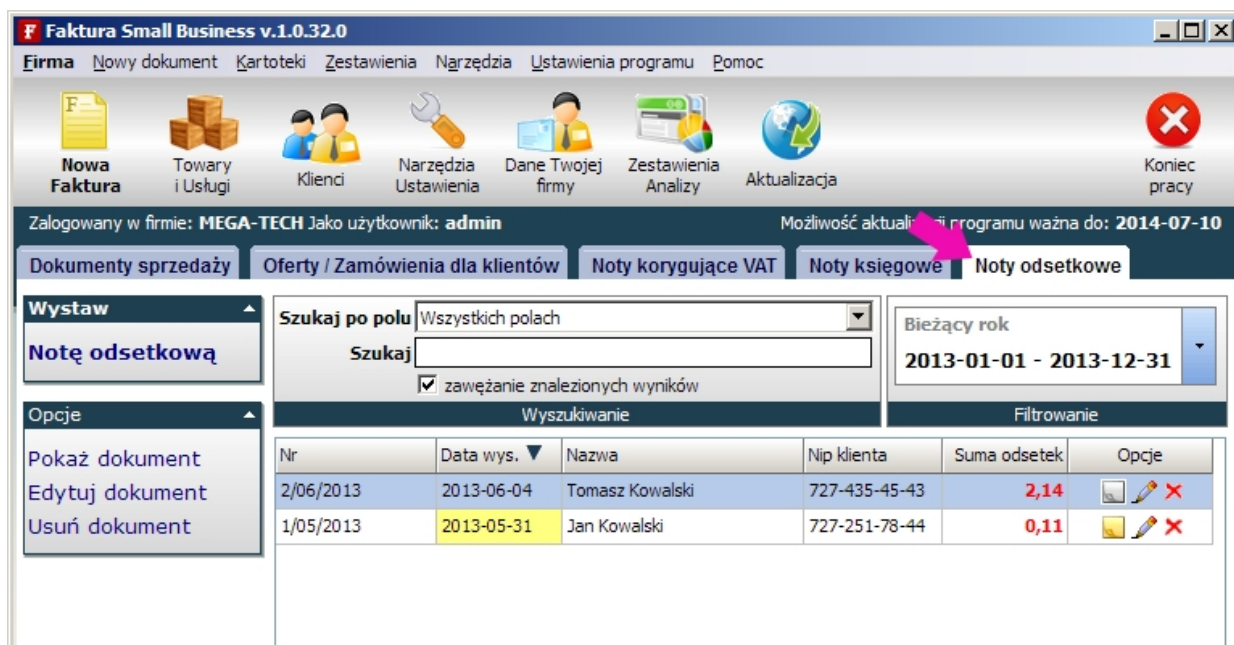 Faktura Small Business v.1.0.32.0
Firma Nowy dokument Kartoteki Zestawienia Narzędzia Ustawienia programu Pomoc
Nowa Faktura
Towary i Usługi
Klienci
Narzędzia Ustawienia
Dane Twojej firmy
Zestawienia Analizy
Aktualizacja
Koniec pracy
Zalogowany w firmie: MEGA-TECH Jako użytkownik: admin
Możliwość aktualizacji programu ważna do: 2014-07-10
Dokumenty sprzedaży Oferty / Zamówienia dla klientów Noty korygujące VAT Noty księgowe Noty odsetkowe
Wystaw
Notę odsetkową
Opcje
Pokaż dokument
Edytuj dokument
Usuń dokument
Szukaj po polu Wszystkich polach
Szukaj
zawężanie znalezionych wyników
Wyszukiwanie
Bieżący rok
2013-01-01 - 2013-12-31
Filtrowanie
Nr Data wys. Nazwa Nip klienta Suma odsetek Opcje
2/06/2013 2013-06-04 Tomasz Kowalski 727-435-45-43 2,14
1/05/2013 2013-05-31 Jan Kowalski 727-251-78-44 0,11